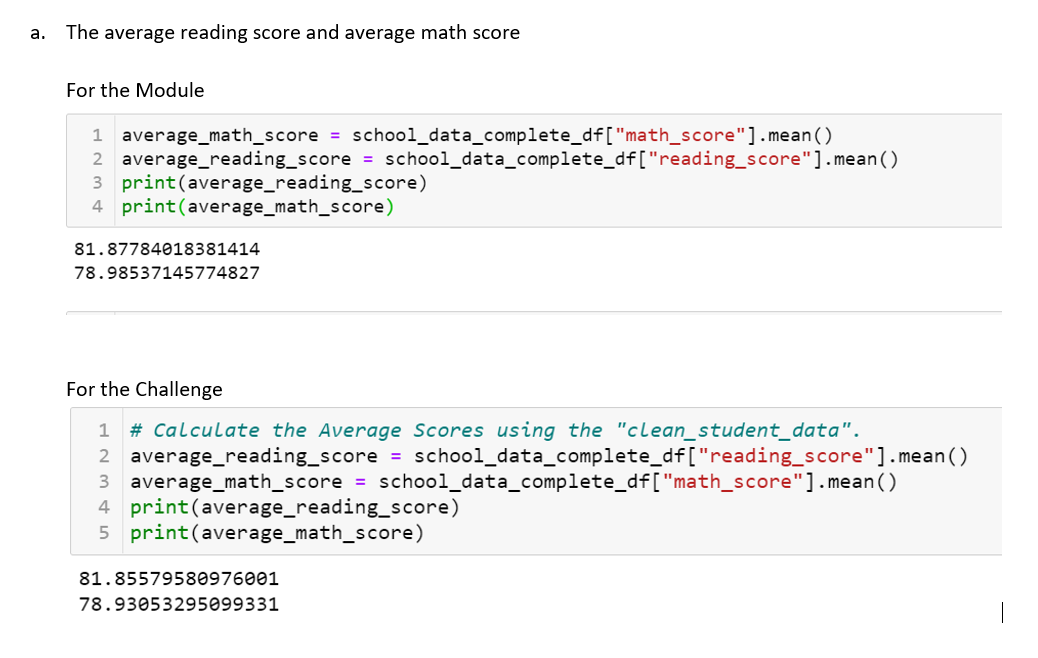 a. The average reading score and average math score
For the Module
1 average_math_score = school_data_complete_df["math_score"].mean()
2 average_reading_score = school_data_complete_df["reading_score"].mean()
3 print(average_reading_score)
4 print(average_math_score)
81.87784018381414
78.98537145774827
For the Challenge
1 # Calculate the Average Scores using the "clean_student_data".
2 average_reading_score = school_data_complete_df["reading_score"].mean()
3 average_math_score = school_data_complete_df["math_score"].mean()
4 print(average_reading_score)
5 print(average_math_score)
81.85579580976001
78.93053295099331